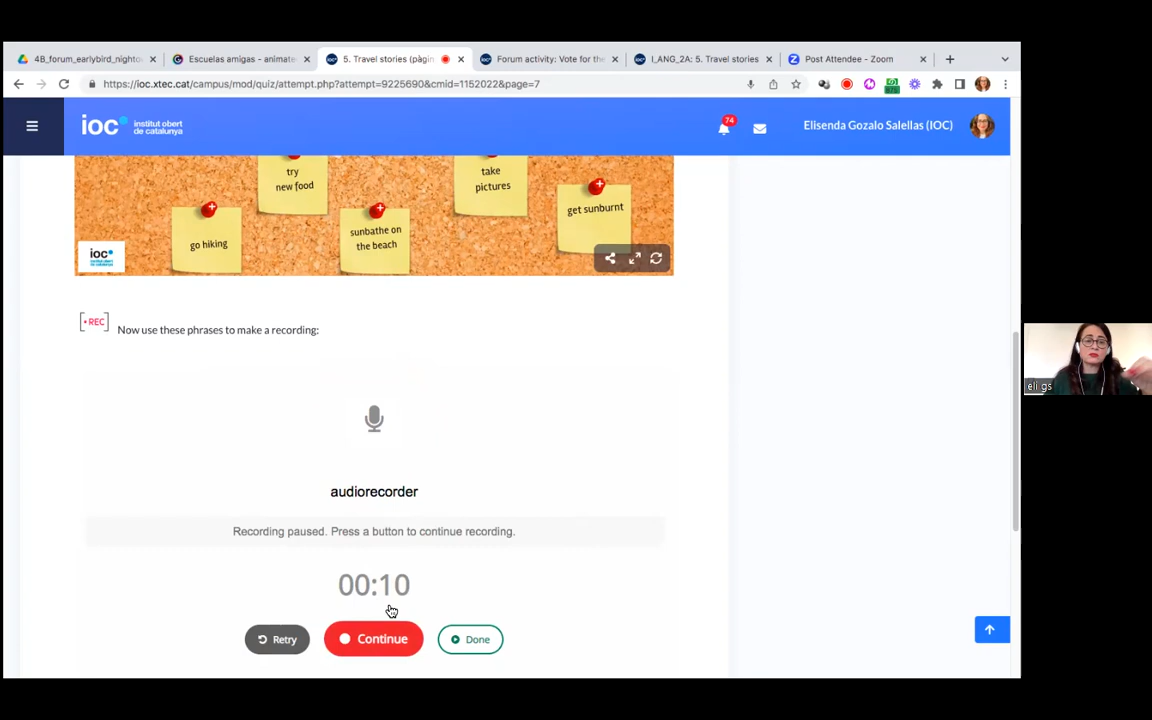 4B_forum_earlybird_nighto
Escuelas amigas - animate
5. Travel stories (pàgin
Forum activity: Vote for the
I_ANG_2A: 5. Travel stories
Post Attendee - Zoom
https://ioc.xtec.cat/campus/mod/quiz/attempt.php?attempt=9225690&cmid=1152022&page=7
ioc institut obert de catalunya
74
Elisenda Gozalo Salellas (IOC)
try
new food
take
pictures
get sunburnt
go hiking
sunbathe on
the beach
ioc
•REC
Now use these phrases to make a recording:
eli gs
audiorecorder
Recording paused. Press a button to continue recording.
00:10
Retry
Continue
Done